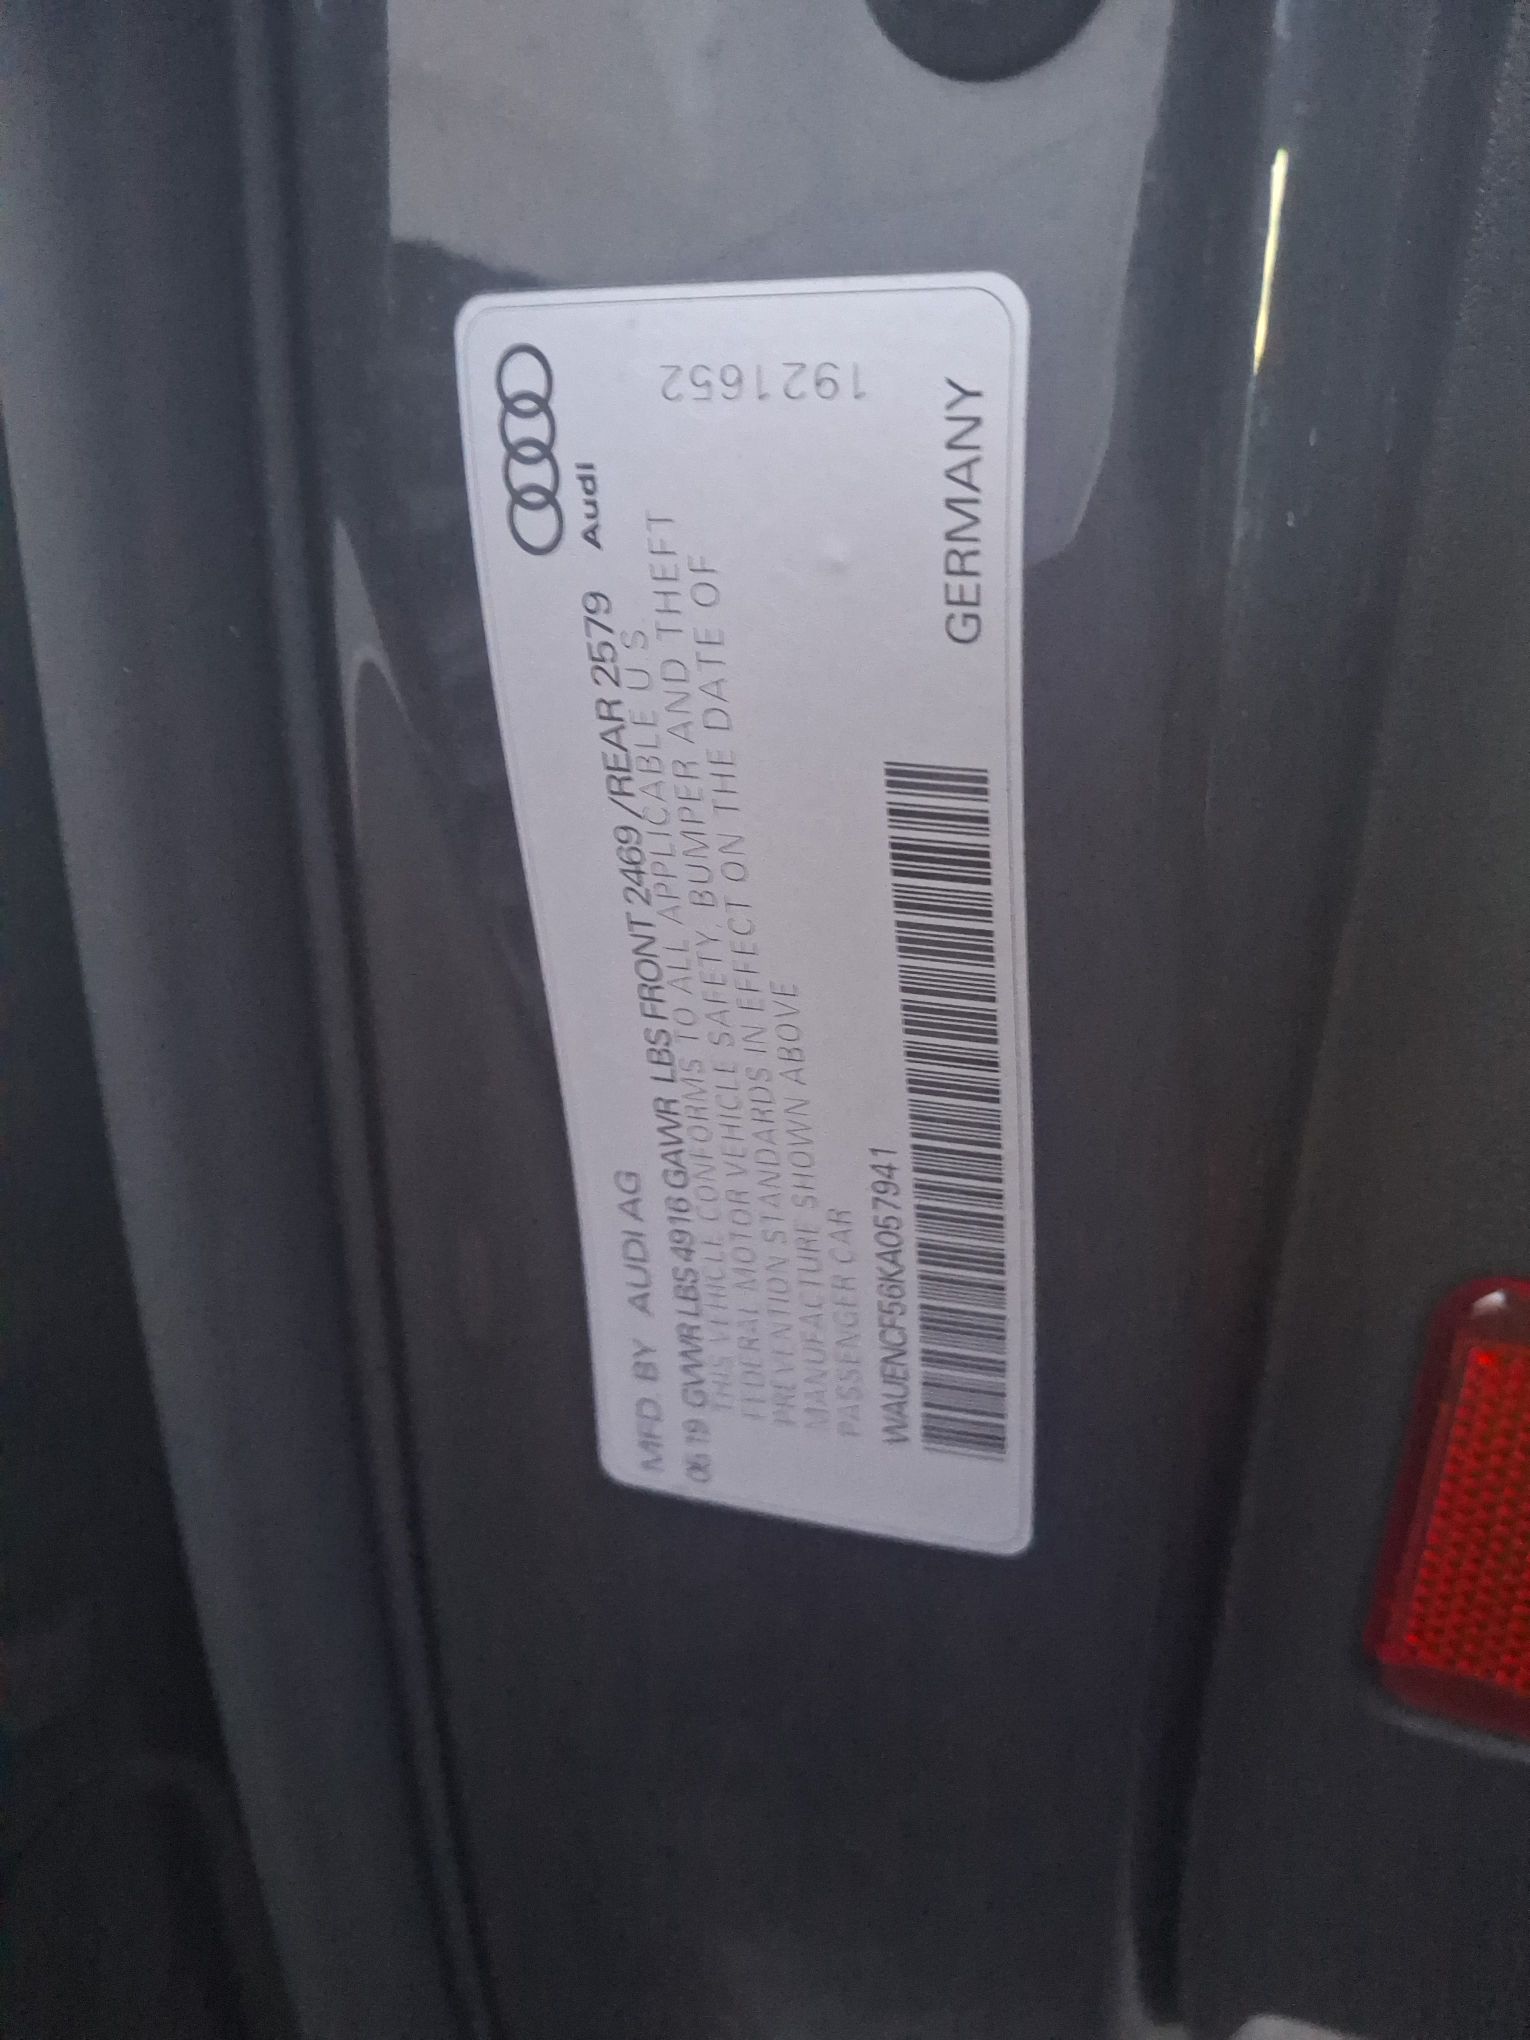 MFD BY AUDI AG
Audi
06 19 GVWR LBS 4916 GAWR LBS FRONT 2469/REAR 2579
THIS VEHICLE CONFORMS TO ALL APPLICABLE U S
FEDERAL MOTOR VEHICLE SAFETY, BUMPER AND THEFT
PREVENTION STANDARDS IN EFFECT ON THE DATE OF
MANUFACTURE SHOWN ABOVE
PASSENGER CAR
1921652
WAUENCF56KA057941
GERMANY